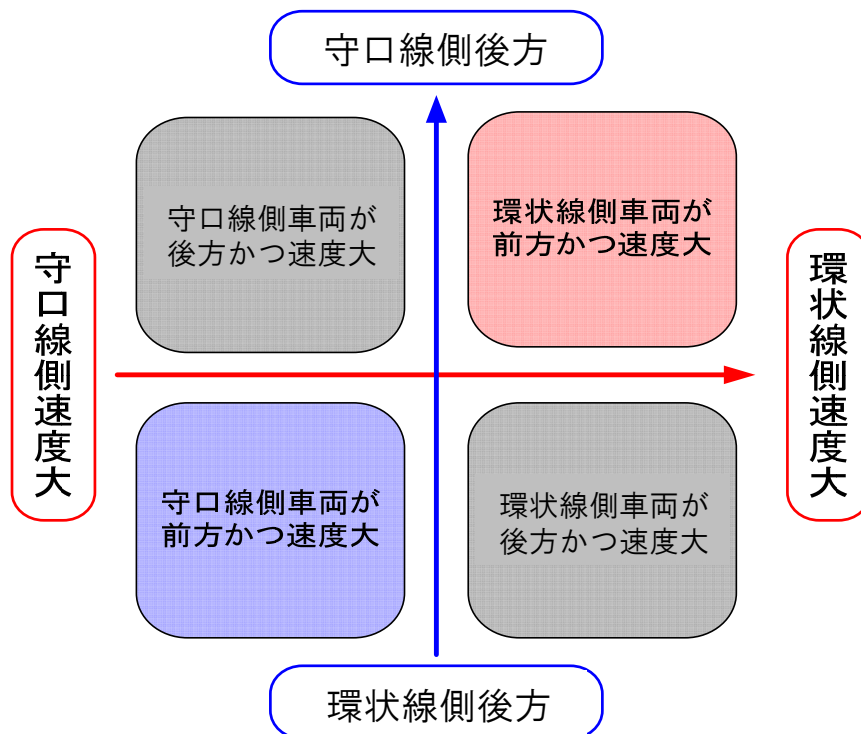 守口線側後方
守口線側車両が
後方かつ速度大
環状線側車両が
前方かつ速度大
守口線側速度大
環状線側速度大
守口線側車両が
前方かつ速度大
環状線側車両が
後方かつ速度大
環状線側後方